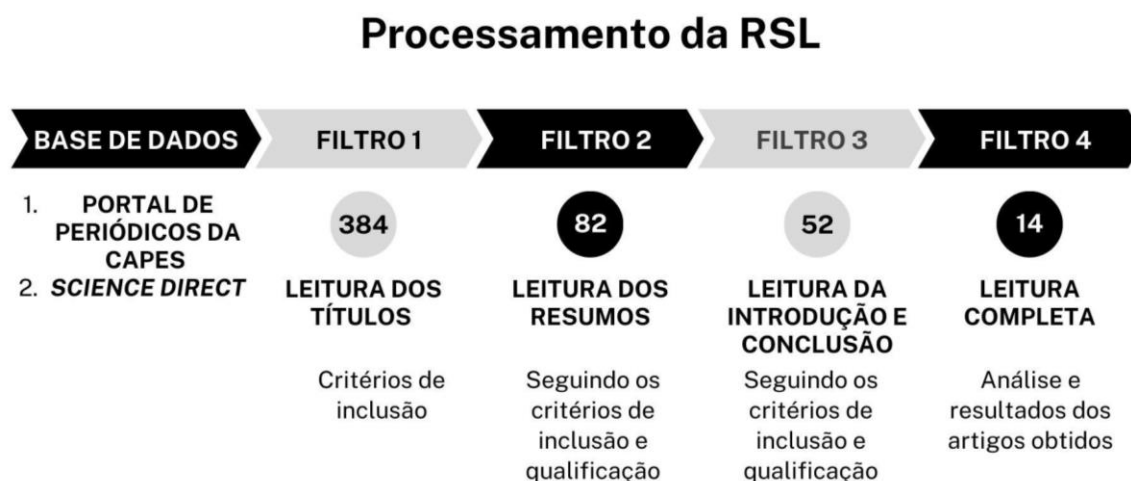 Processamento da RSL
BASE DE DADOS
FILTRO 1
FILTRO 2
FILTRO 3
FILTRO 4
1. PORTAL DE
PERIÓDICOS DA
CAPES
2. SCIENCE DIRECT
384
LEITURA DOS
TÍTULOS
Critérios de
inclusão
82
LEITURA DOS
RESUMOS
Seguindo os
critérios de
inclusão e
qualificação
52
LEITURA DA
INTRODUÇÃO E
CONCLUSÃO
Seguindo os
critérios de
inclusão e
qualificação
14
LEITURA
COMPLETA
Análise e
resultados dos
artigos obtidos